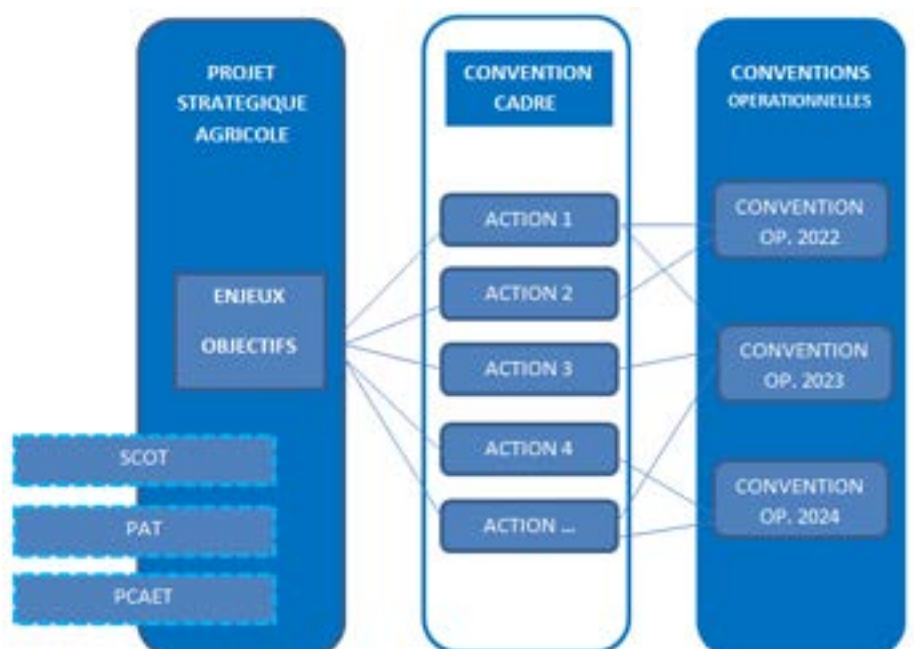 PROJET
STRATEGIQUE
AGRICOLE
ENJEUX
OBJECTIFS
SCOT
PAT
PCAET
CONVENTION
CADRE
ACTION 1
ACTION 2
ACTION 3
ACTION 4
ACTION ...
CONVENTIONS
OPERATIONNELLES
CONVENTION
OP. 2022
CONVENTION
OP. 2023
CONVENTION
OP. 2024